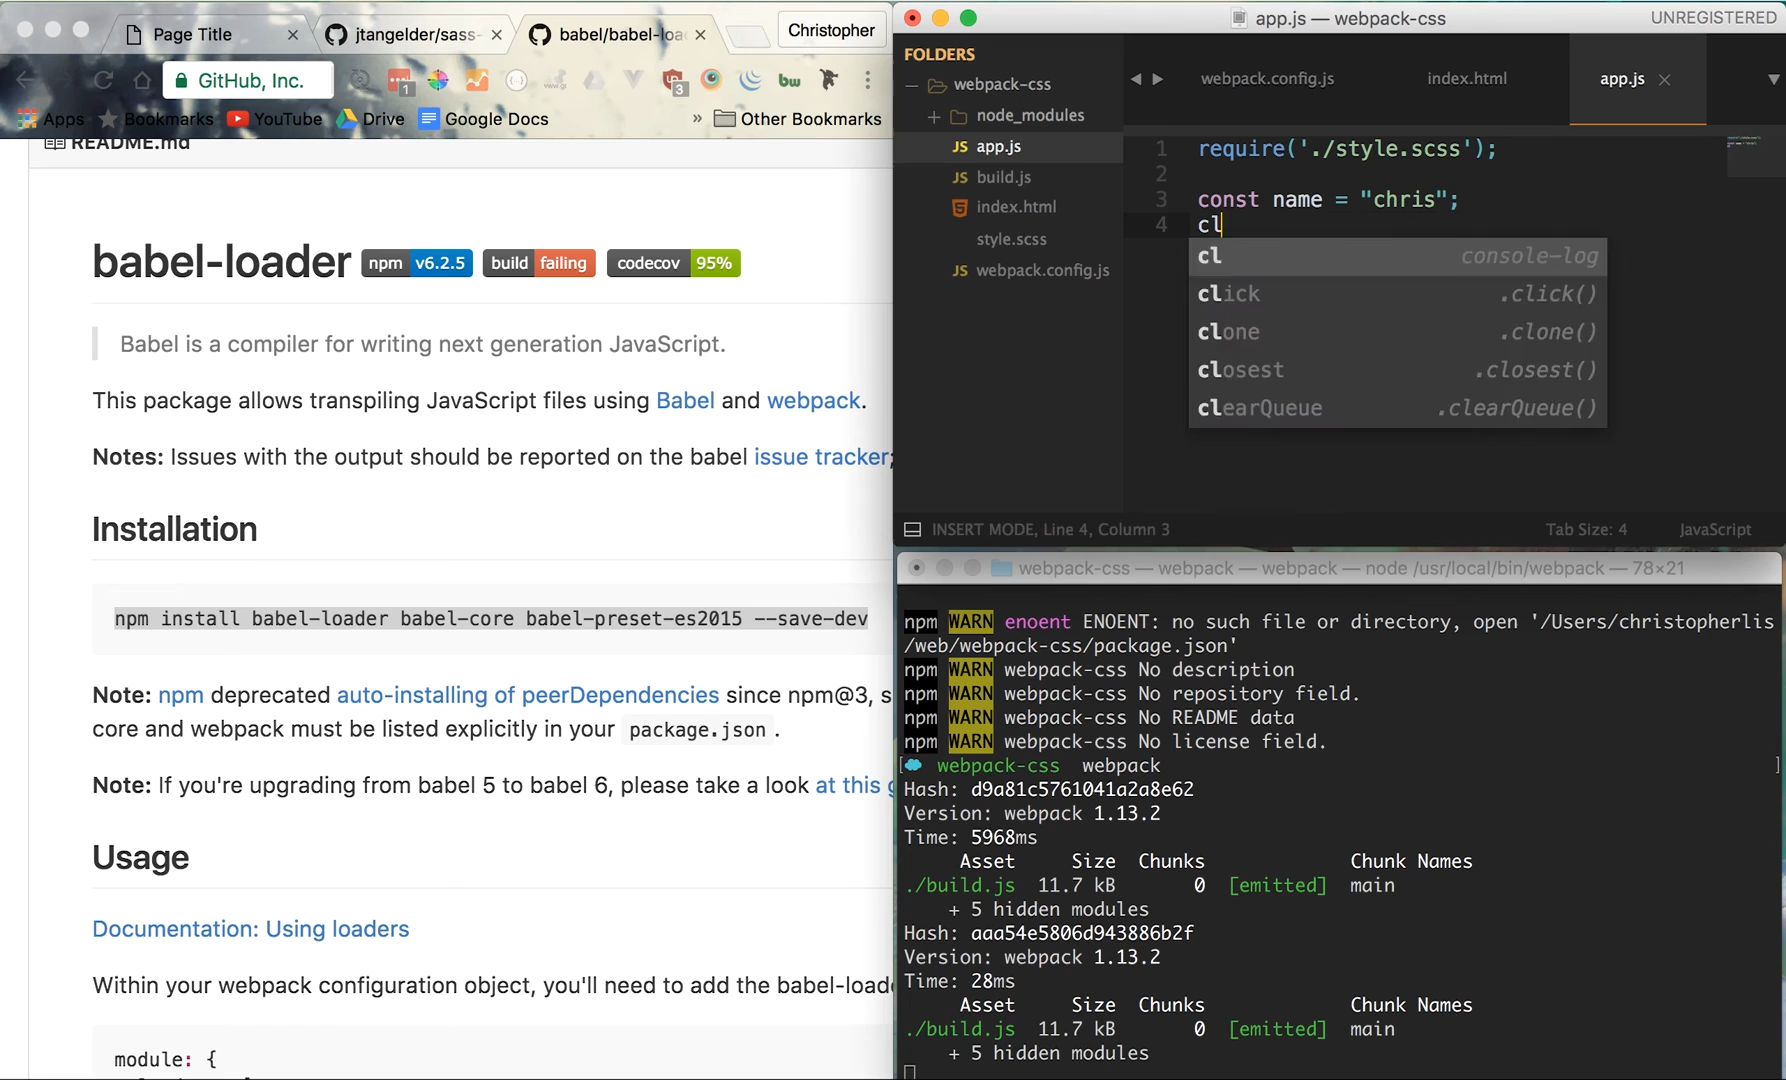 Page Title
jtangelder/sass-
babel/babel-loa
Christopher
GitHub, Inc.
1
3
bw
Apps
Bookmarks
YouTube
Drive
Google Docs
»
Other Bookmarks
README.md
babel-loader
npm v6.2.5
build failing
codecov 95%
Babel is a compiler for writing next generation JavaScript.
This package allows transpiling JavaScript files using Babel and webpack.
Notes: Issues with the output should be reported on the babel issue tracker;
Installation
npm install babel-loader babel-core babel-preset-es2015 --save-dev
Note: npm deprecated auto-installing of peerDependencies since npm@3, s
core and webpack must be listed explicitly in your package.json .
Note: If you're upgrading from babel 5 to babel 6, please take a look at this g
Usage
Documentation: Using loaders
Within your webpack configuration object, you'll need to add the babel-loade
module: {
app.js — webpack-css
UNREGISTERED
FOLDERS
webpack-css
node_modules
JS app.js
JS build.js
index.html
style.scss
JS webpack.config.js
webpack.config.js
index.html
app.js
1 require('./style.scss');
2
3 const name = "chris";
4 cl
cl console-log
click .click()
clone .clone()
closest .closest()
clearQueue .clearQueue()
INSERT MODE, Line 4, Column 3
Tab Size: 4
JavaScript
webpack-css — webpack — webpack — node /usr/local/bin/webpack — 78×21
npm WARN enoent ENOENT: no such file or directory, open '/Users/christopherlis
/web/webpack-css/package.json'
npm WARN webpack-css No description
npm WARN webpack-css No repository field.
npm WARN webpack-css No README data
npm WARN webpack-css No license field.
[ webpack-css webpack ]
Hash: d9a81c5761041a2a8e62
Version: webpack 1.13.2
Time: 5968ms
Asset Size Chunks Chunk Names
./build.js 11.7 kB 0 [emitted] main
+ 5 hidden modules
Hash: aaa54e5806d943886b2f
Version: webpack 1.13.2
Time: 28ms
Asset Size Chunks Chunk Names
./build.js 11.7 kB 0 [emitted] main
+ 5 hidden modules